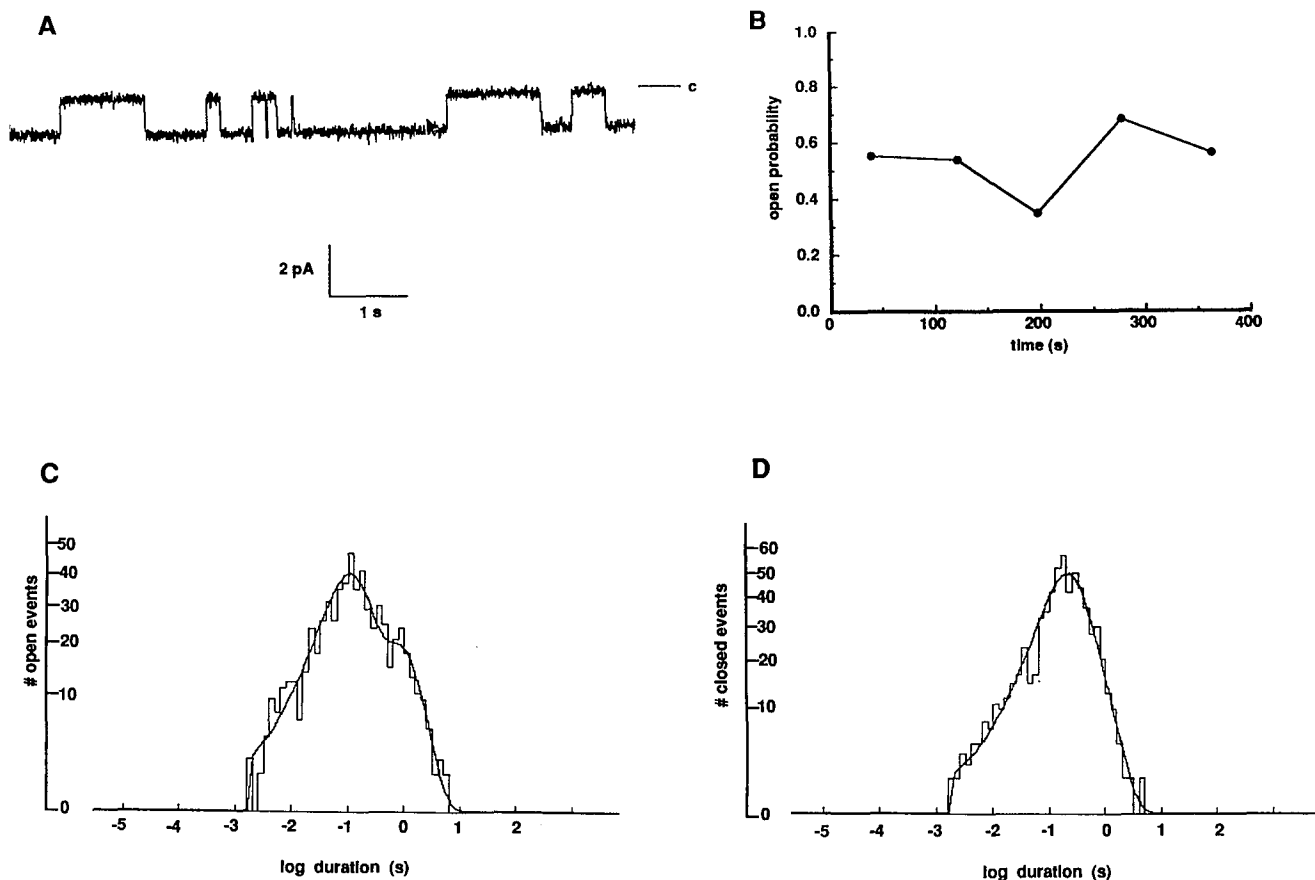 A
c
2 pA
1 s
B
open probability
1.0
0.8
0.6
0.4
0.2
0.0
0 100 200 300 400
time (s)
C
# open events
50
40
30
20
10
0
-5 -4 -3 -2 -1 0 1 2
log duration (s)
D
# closed events
60
50
40
30
20
10
0
-5 -4 -3 -2 -1 0 1 2
log duration (s)